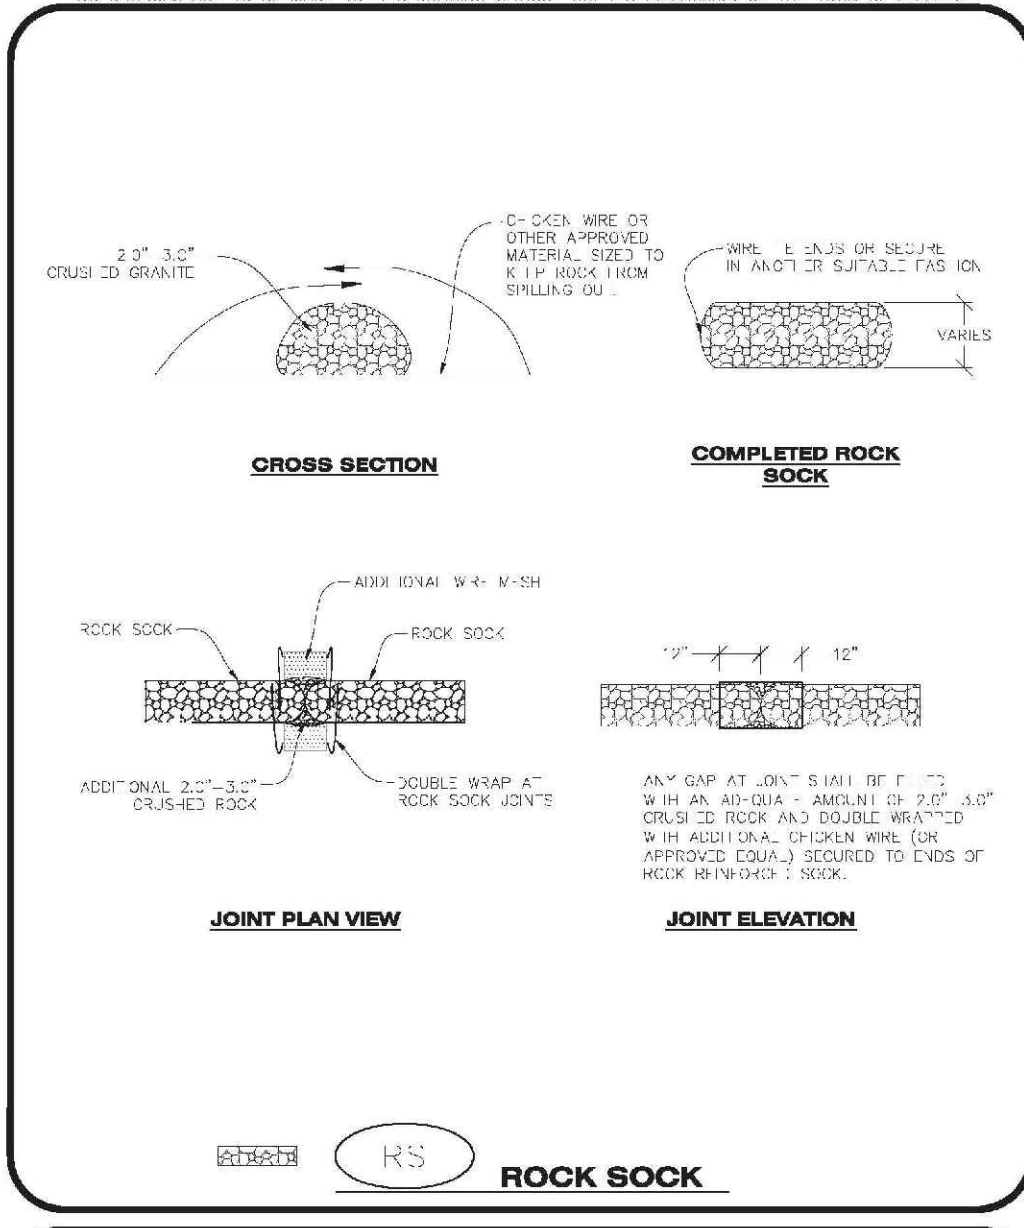 2.0" 3.0"
CRUSHED GRANITE
CHICKEN WIRE OR
OTHER APPROVED
MATERIAL SIZED TO
KEEP ROCK FROM
SPILLING OUT.
WIRE TIE ENDS OR SECURE
IN ANOTHER SUITABLE FASHION
VARIES
CROSS SECTION
COMPLETED ROCK
SOCK
ADDITIONAL WIRE MESH
ROCK SOCK
ROCK SOCK
ADDITIONAL 2.0"–3.0"
CRUSHED ROCK
DOUBLE WRAP AT
ROCK SOCK JOINTS
12"
12"
ANY GAP AT JOINT SHALL BE FILLED
WITH AN ADEQUATE AMOUNT OF 2.0" 3.0"
CRUSHED ROCK AND DOUBLE WRAPPED
WITH ADDITIONAL CHICKEN WIRE (OR
APPROVED EQUAL) SECURED TO ENDS OF
ROCK REINFORCED SOCK.
JOINT PLAN VIEW
JOINT ELEVATION
RS
ROCK SOCK